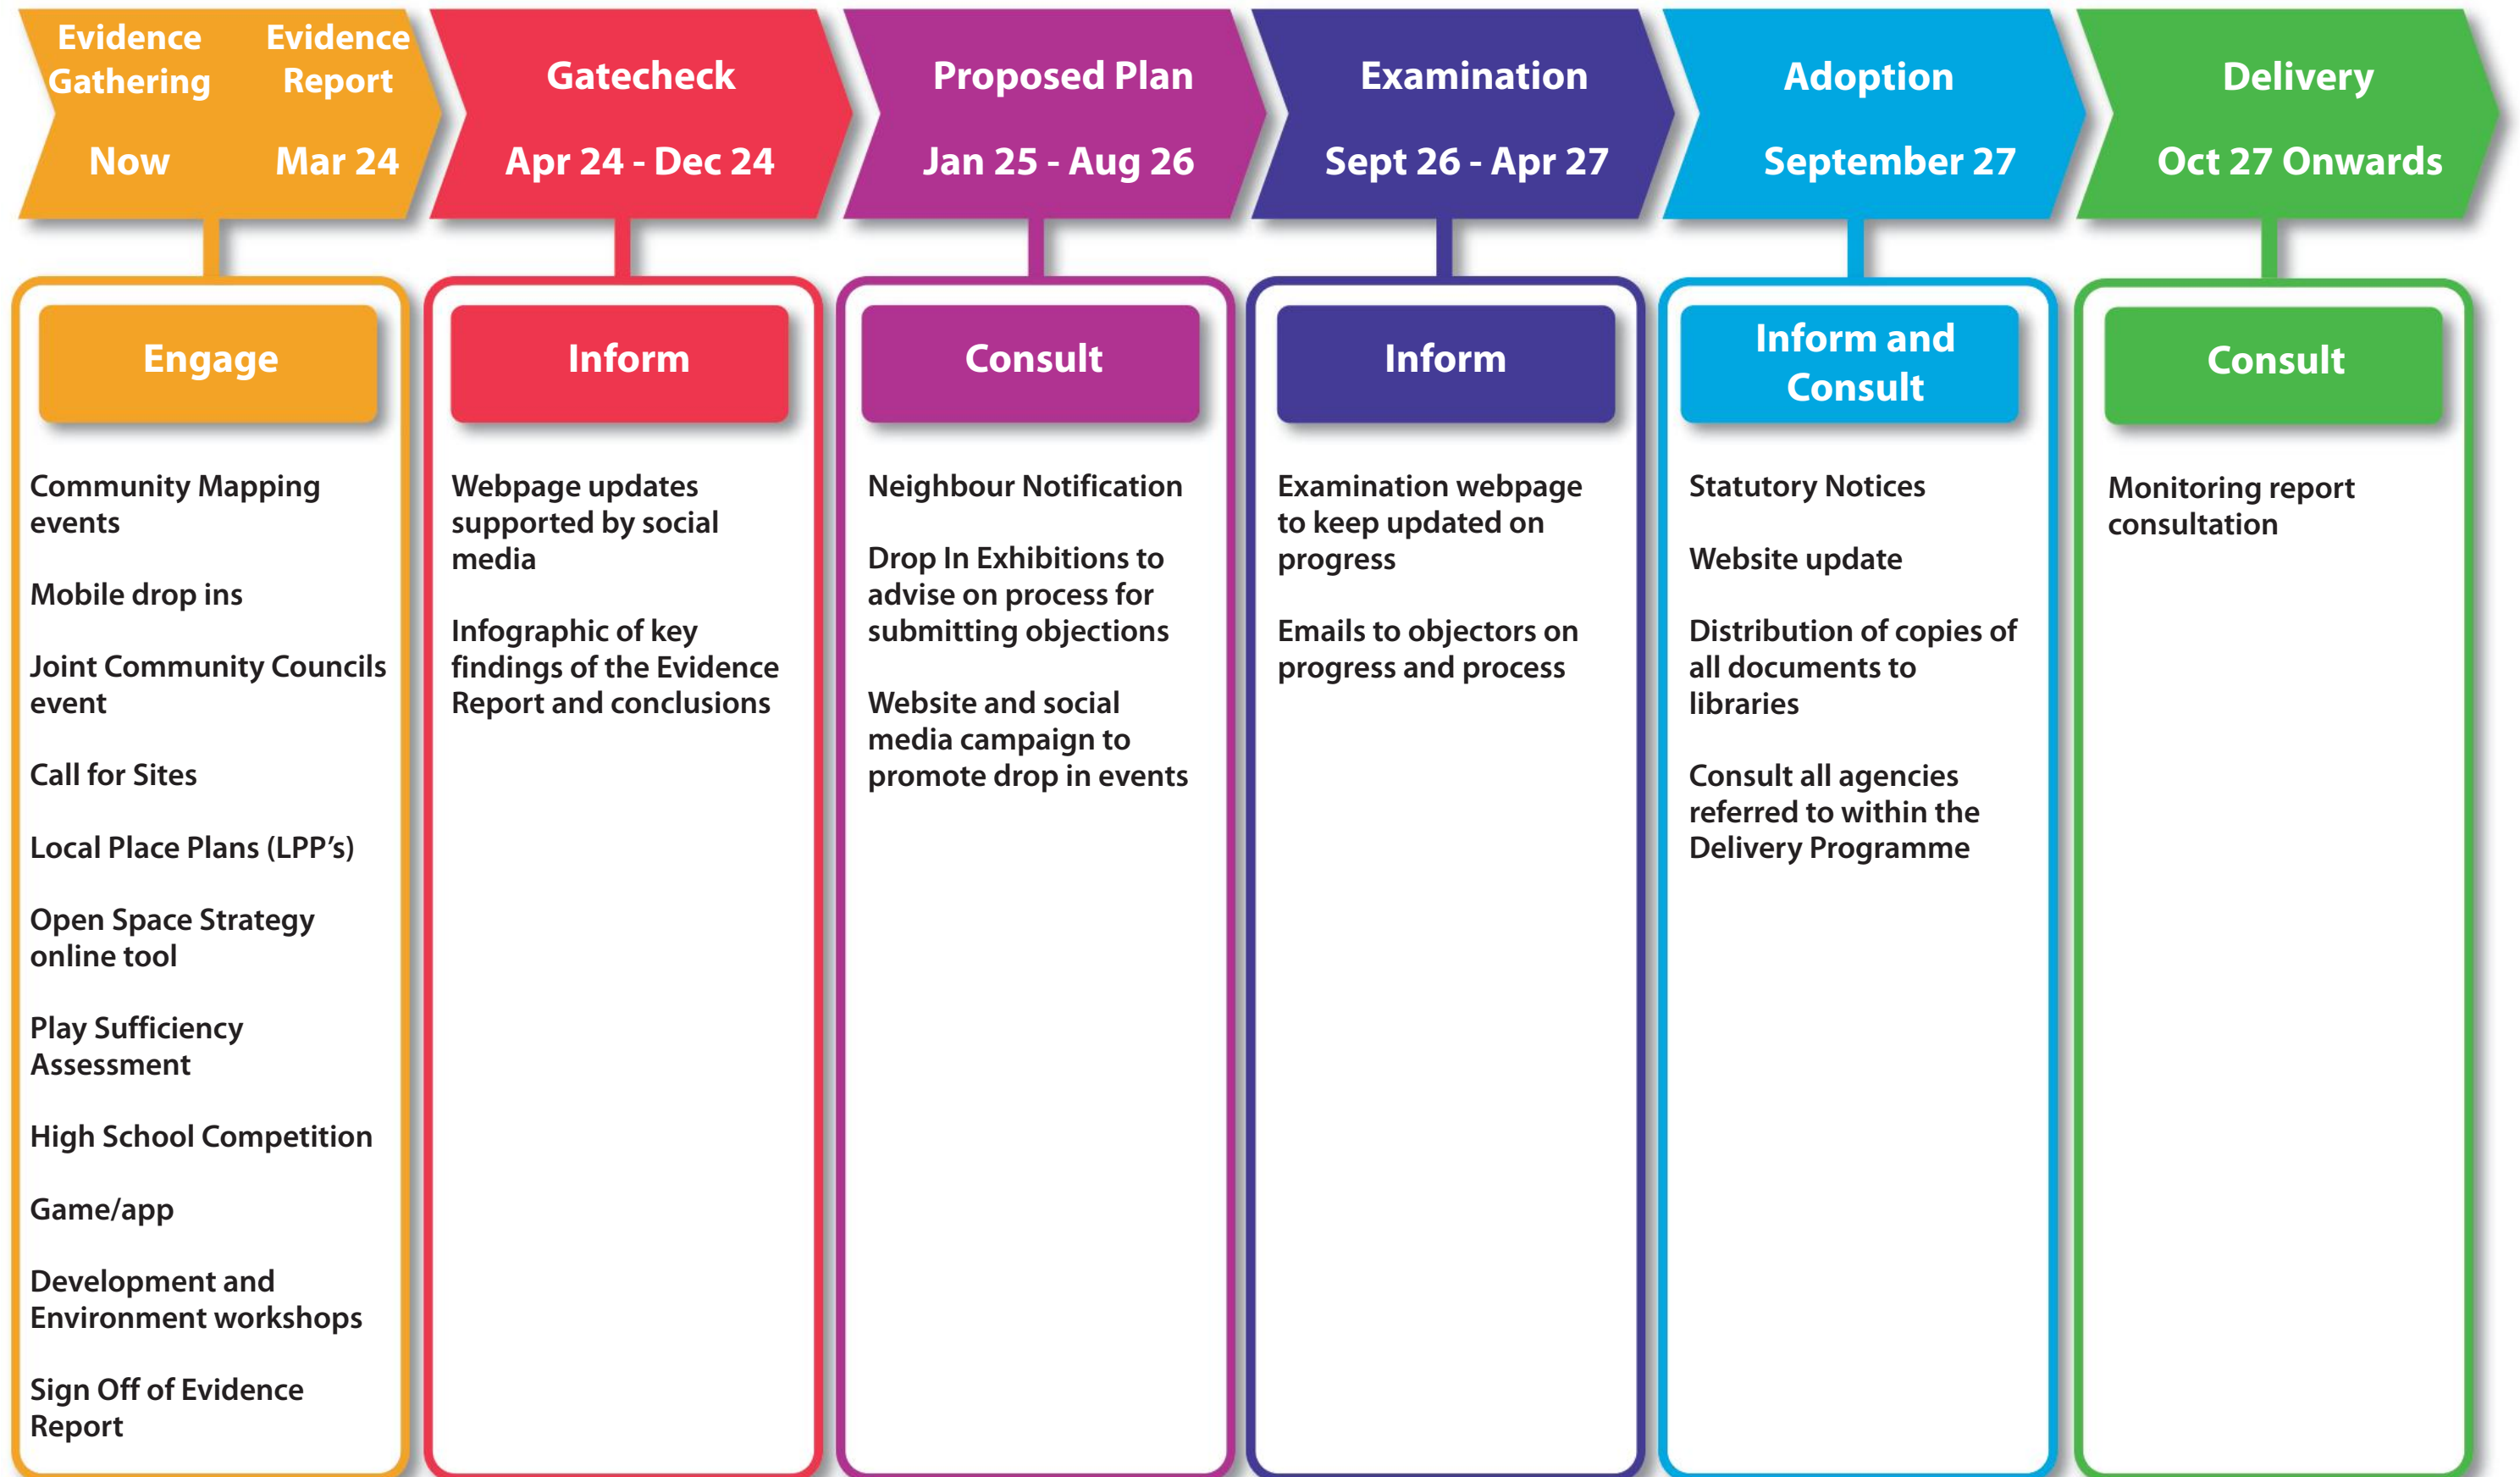 Evidence
Gathering
Now
Evidence
Report
Mar 24
Gatecheck
Apr 24 - Dec 24
Proposed Plan
Jan 25 - Aug 26
Examination
Sept 26 - Apr 27
Adoption
September 27
Delivery
Oct 27 Onwards
Engage
Community Mapping
events
Mobile drop ins
Joint Community Councils
event
Call for Sites
Local Place Plans (LPP’s)
Open Space Strategy
online tool
Play Sufficiency
Assessment
High School Competition
Game/app
Development and
Environment workshops
Sign Off of Evidence
Report
Inform
Webpage updates
supported by social
media
Infographic of key
findings of the Evidence
Report and conclusions
Consult
Neighbour Notification
Drop In Exhibitions to
advise on process for
submitting objections
Website and social
media campaign to
promote drop in events
Inform
Examination webpage
to keep updated on
progress
Emails to objectors on
progress and process
Inform and
Consult
Statutory Notices
Website update
Distribution of copies of
all documents to
libraries
Consult all agencies
referred to within the
Delivery Programme
Consult
Monitoring report
consultation